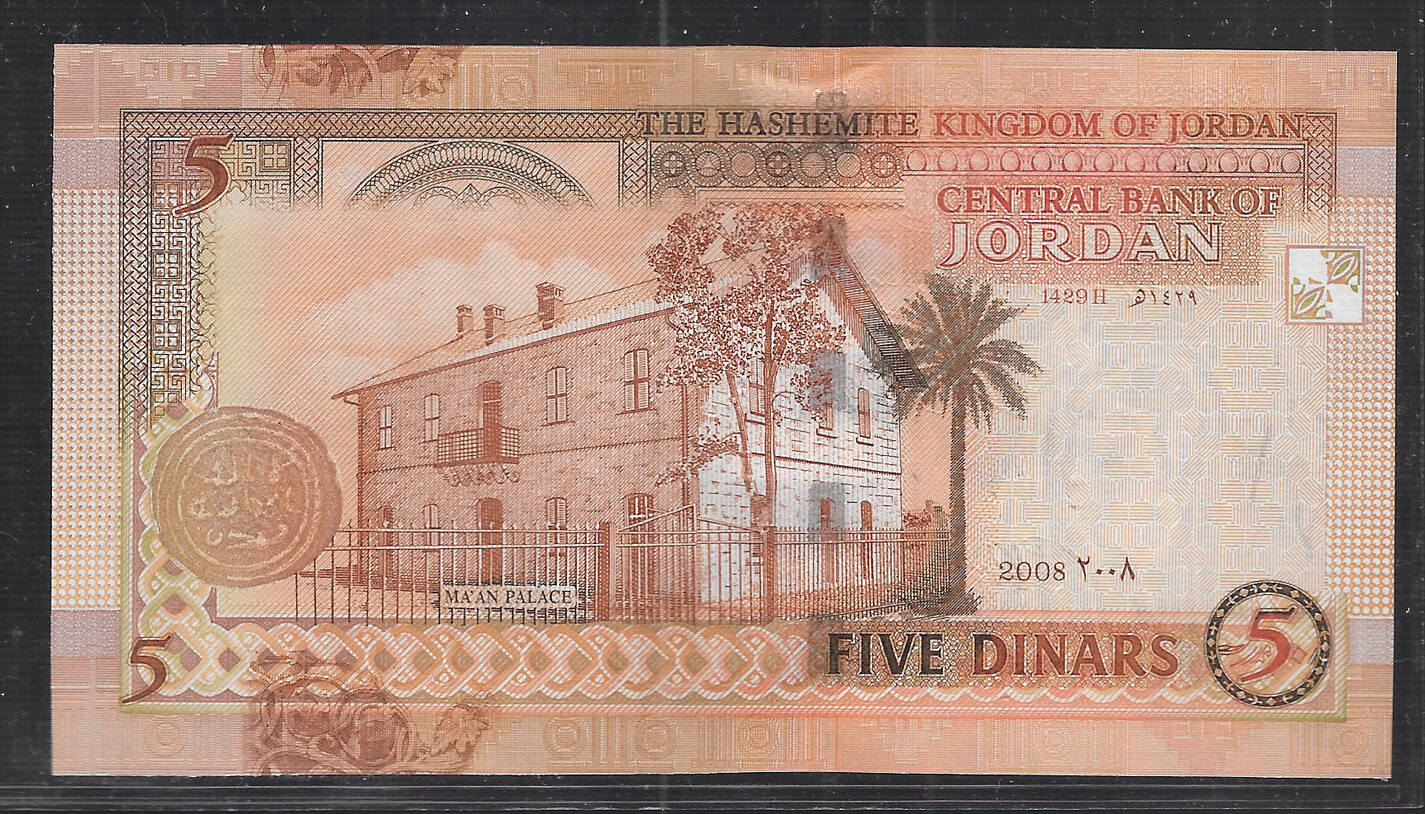 5
THE HASHEMITE KINGDOM OF JORDAN
CENTRAL BANK OF
JORDAN
1429 H ١٤٢٩ه
2008 ٢٠٠٨
MA'AN PALACE
FIVE DINARS
5
5